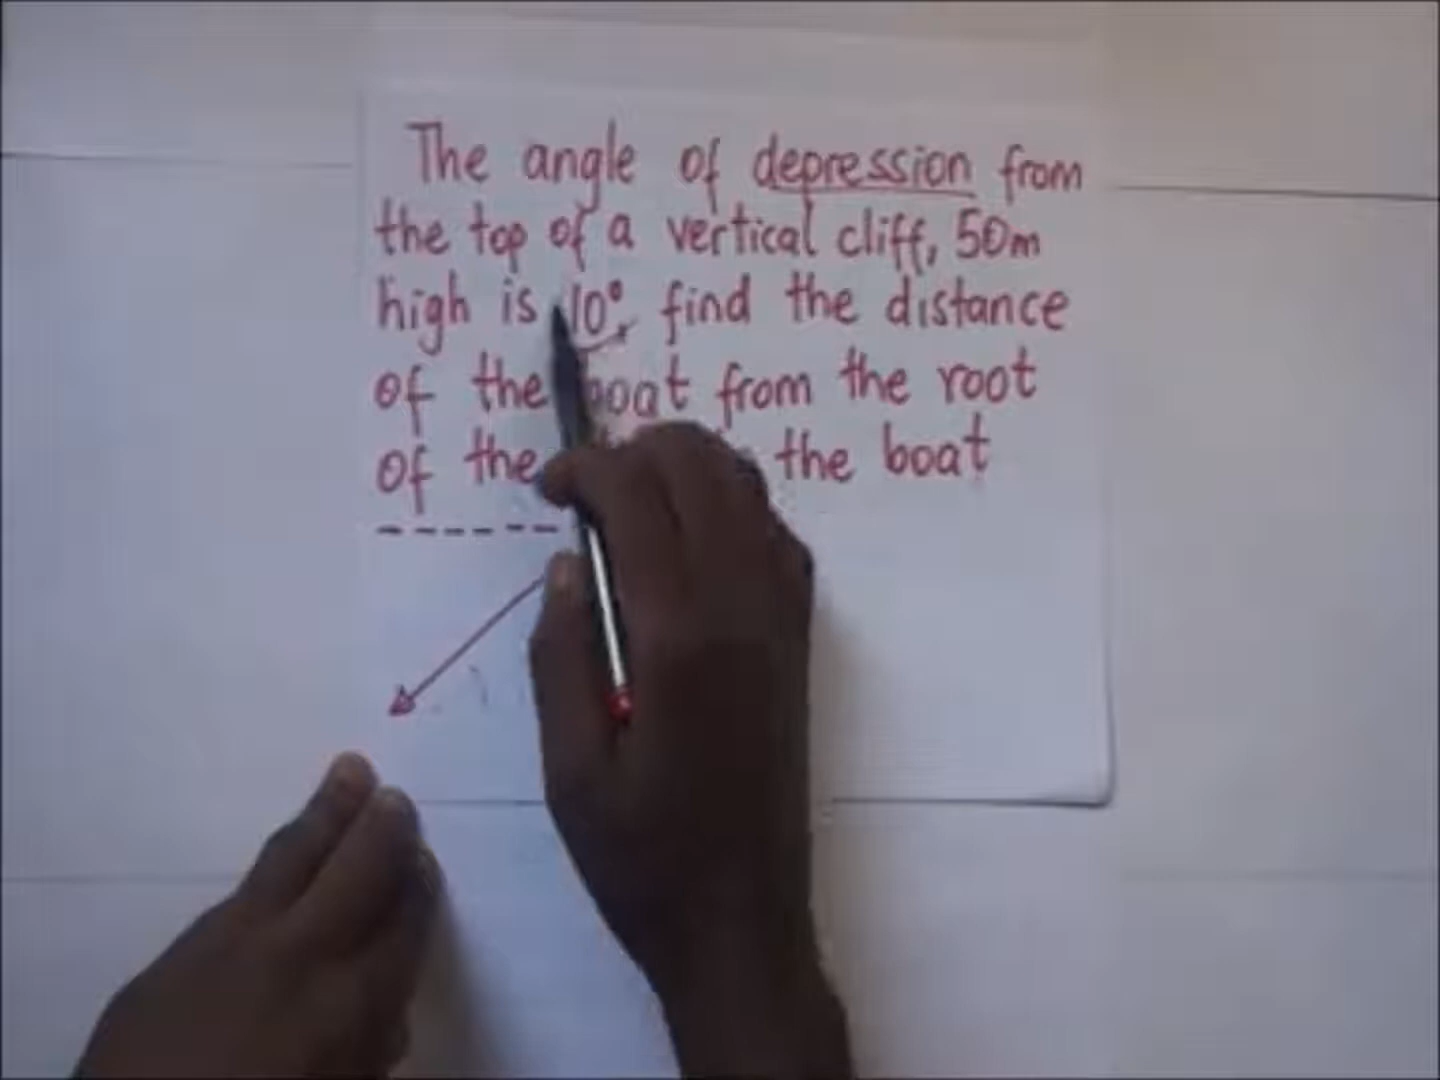 The angle of depression from
the top of a vertical cliff, 50m
high is 10°, find the distance
of the boat from the root
of the the boat